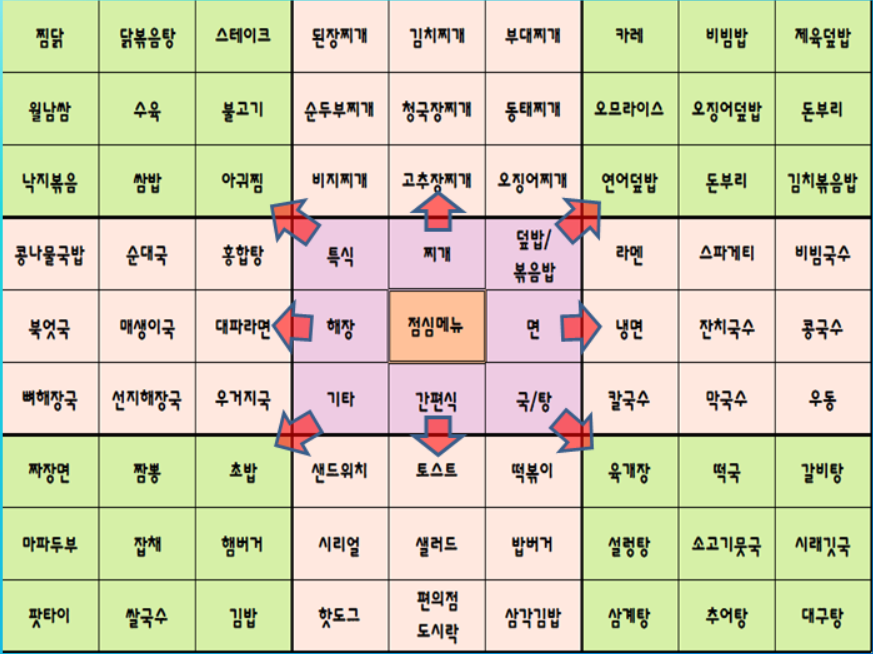 찜닭 닭볶음탕 스테이크 된장찌개 김치찌개 부대찌개 카레 비빔밥 제육덮밥
월남쌈 수육 불고기 순두부찌개 청국장찌개 동태찌개 오므라이스 오징어덮밥 돈부리
낙지볶음 쌈밥 아귀찜 비지찌개 고추장찌개 오징어찌개 연어덮밥 돈부리 김치볶음밥
콩나물국밥 순대국 홍합탕 특식 찌개 덮밥/
볶음밥 라멘 스파게티 비빔국수
북엇국 매생이국 대파라면 해장 점심메뉴 면 냉면 잔치국수 콩국수
뼈해장국 선지해장국 우거지국 기타 간편식 국/탕 칼국수 막국수 우동
짜장면 짬뽕 초밥 샌드위치 토스트 떡볶이 육개장 떡국 갈비탕
마파두부 잡채 햄버거 시리얼 샐러드 밥버거 설렁탕 소고기뭇국 시래깃국
팟타이 쌀국수 김밥 핫도그 편의점
도시락 삼각김밥 삼계탕 추어탕 대구탕